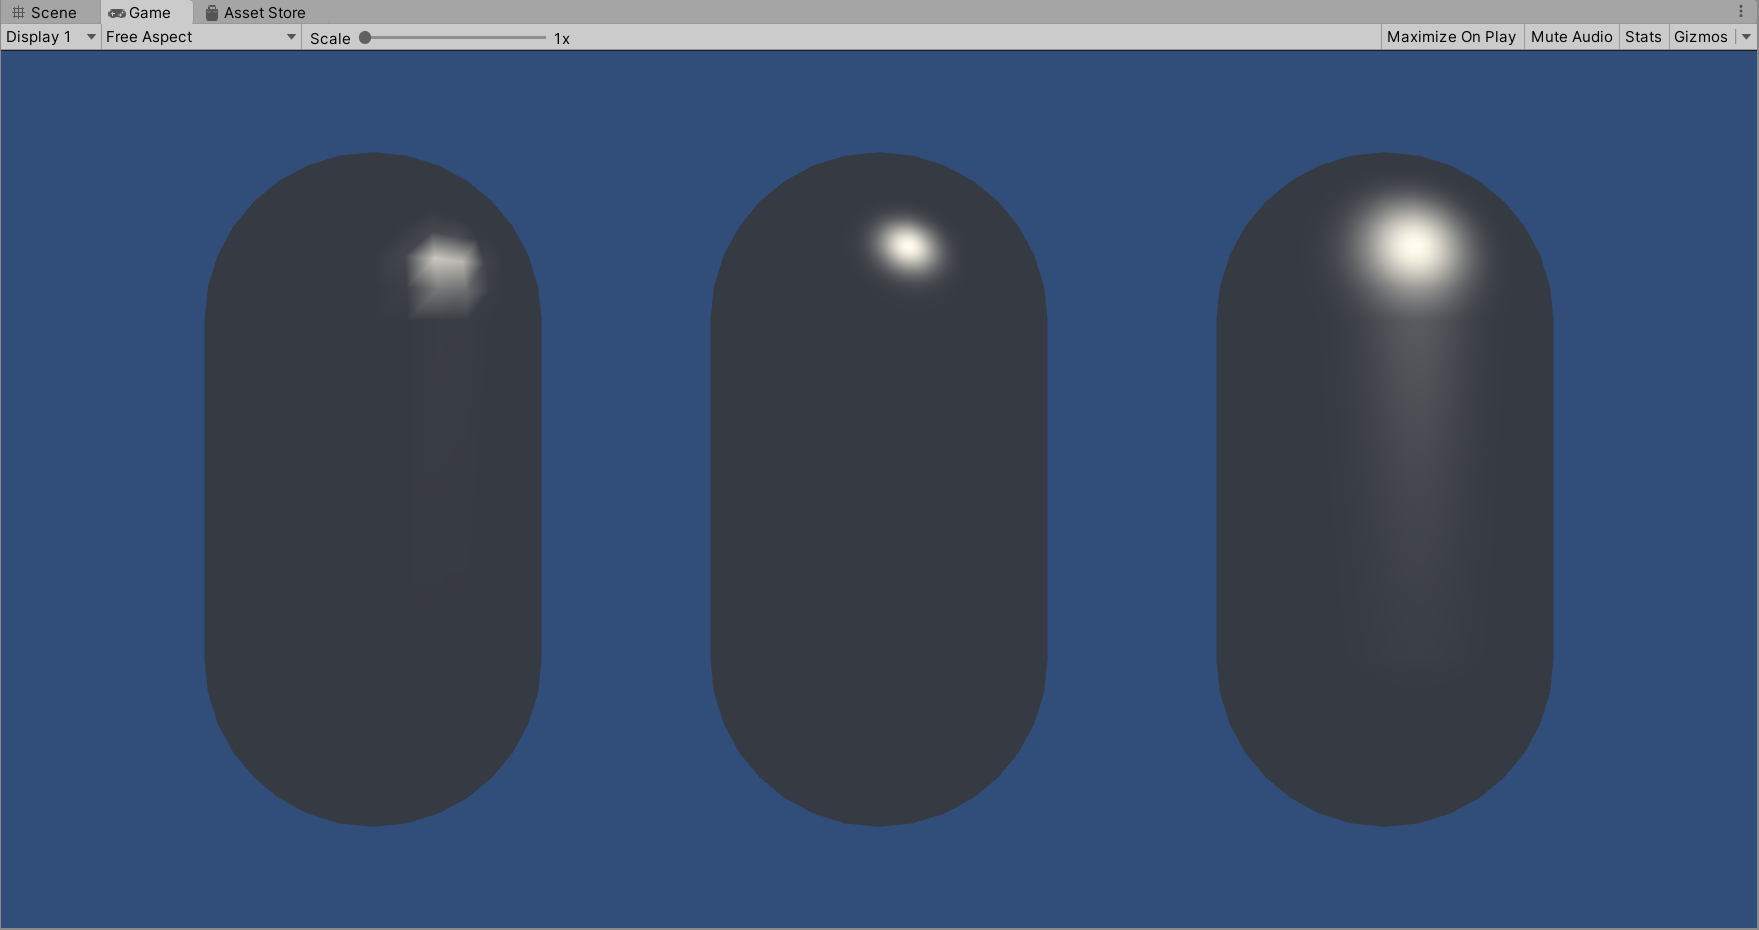 Scene Game Asset Store
Display 1 Free Aspect Scale 1x Maximize On Play Mute Audio Stats Gizmos